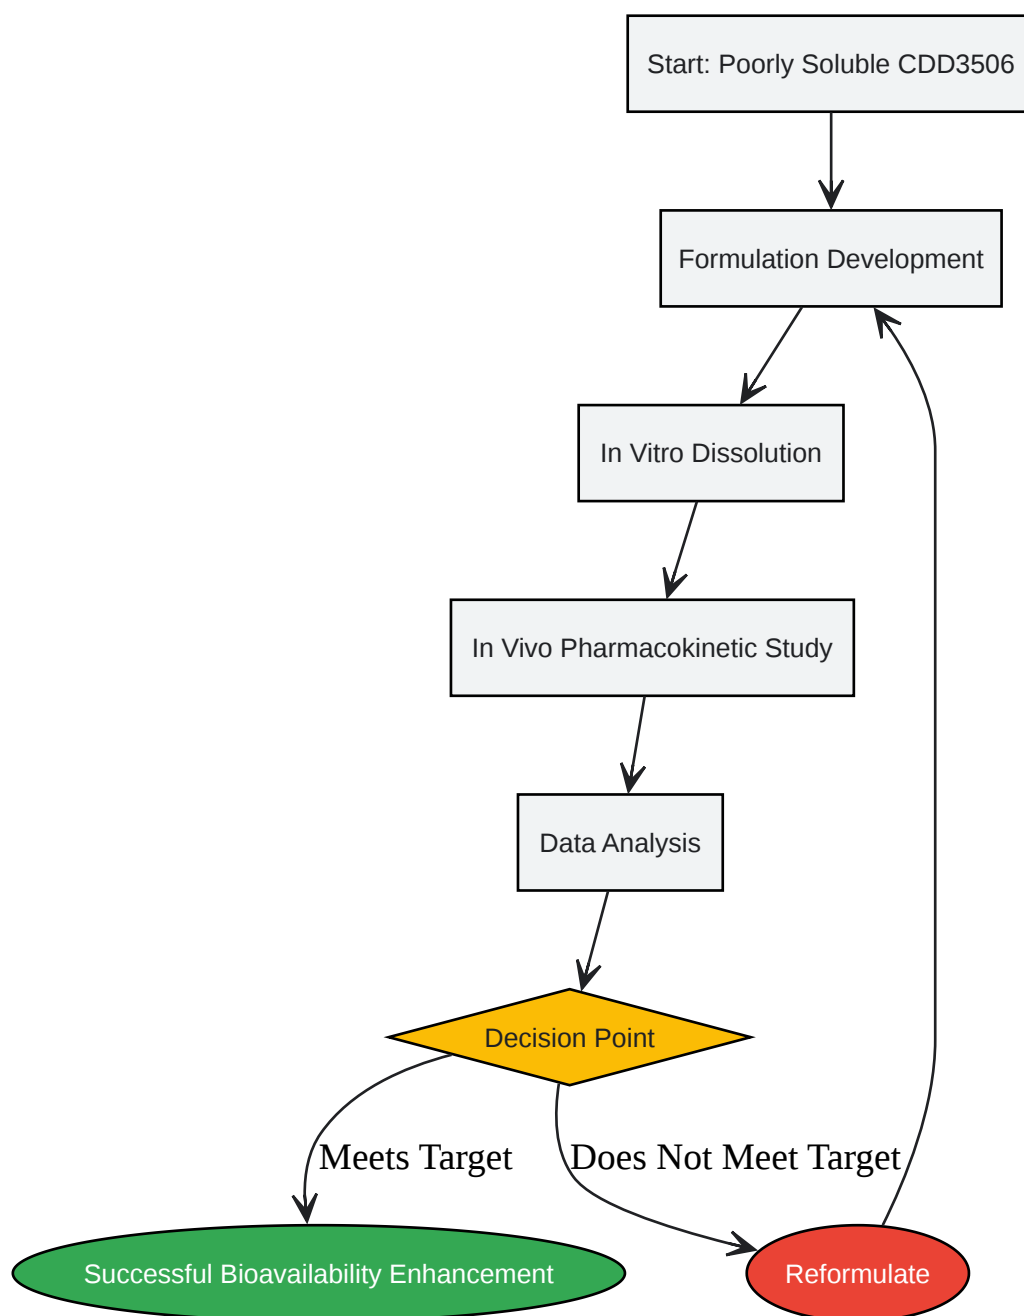 Start: Poorly Soluble CDD3506
Formulation Development
In Vitro Dissolution
In Vivo Pharmacokinetic Study
Data Analysis
Decision Point
Meets Target
Does Not Meet Target
Successful Bioavailability Enhancement
Reformulate